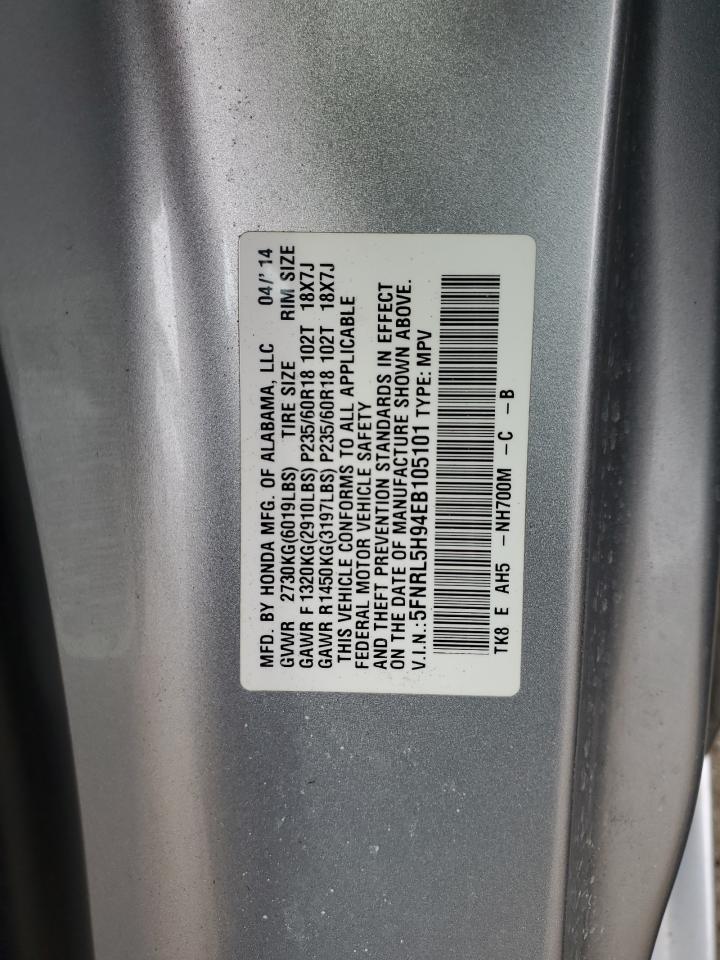 MFD. BY HONDA MFG. OF ALABAMA, LLC 04/'14
GVWR 2730KG(6019LBS) TIRE SIZE RIM SIZE
GAWR F 1320KG(2910LBS) P235/60R18 102T 18X7J
GAWR R1450KG(3197LBS) P235/60R18 102T 18X7J
THIS VEHICLE CONFORMS TO ALL APPLICABLE
FEDERAL MOTOR VEHICLE SAFETY
AND THEFT PREVENTION STANDARDS IN EFFECT
ON THE DATE OF MANUFACTURE SHOWN ABOVE.
V.I.N.:5FNRL5H94EB105101 TYPE: MPV
TK8 E AH5 -NH700M -C -B